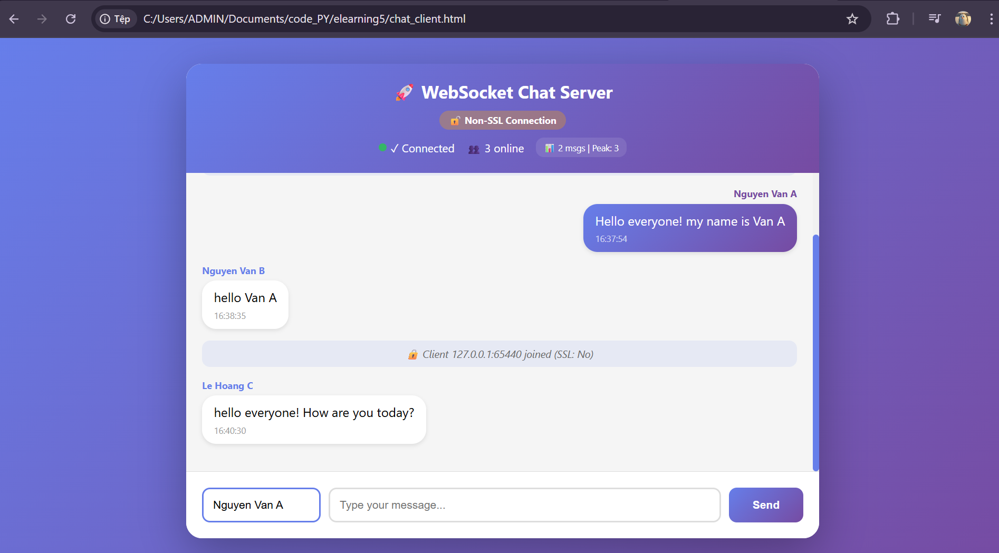 Tệp C:/Users/ADMIN/Documents/code_PY/elearning5/chat_client.html
🚀 WebSocket Chat Server
🔓 Non-SSL Connection
✓ Connected 👥 3 online 📊 2 msgs | Peak: 3
Nguyen Van A
Hello everyone! my name is Van A
16:37:54
Nguyen Van B
hello Van A
16:38:35
🔓 Client 127.0.0.1:65440 joined (SSL: No)
Le Hoang C
hello everyone! How are you today?
16:40:30
Nguyen Van A Type your message... Send